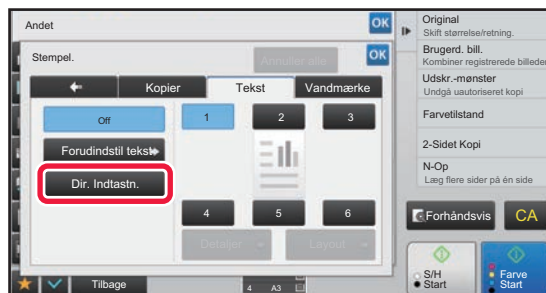 Andet
OK
Stempel.
Annuller alle
OK
Kopier
Tekst
Vandmærke
Off
Forudindstil tekst
Dir. Indtastn.
1
2
3
4
5
6
Detaljer
Layout
Tilbage
4 A3
Original
Skift størrelse/retning.
Brugerd. bill.
Kombiner registrerede billeder
Udskr.-mønster
Undgå uautoriseret kopi
Farvetilstand
2-Sidet Kopi
N-Op
Læg flere sider på én side
Forhåndsvis
CA
S/H
Start
Farve
Start